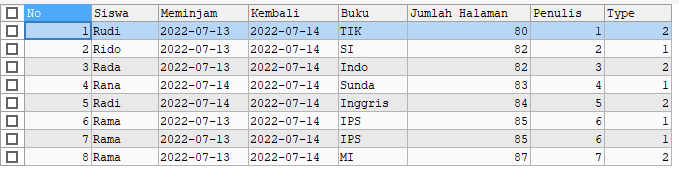 No Siswa Meminjam Kembali Buku Jumlah Halaman Penulis Type
1 Rudi 2022-07-13 2022-07-14 TIK 80 1 2
2 Rido 2022-07-13 2022-07-14 SI 82 2 1
3 Rada 2022-07-13 2022-07-14 Indo 82 3 2
4 Rana 2022-07-14 2022-07-14 Sunda 83 4 1
5 Radi 2022-07-14 2022-07-14 Inggris 84 5 2
6 Rama 2022-07-13 2022-07-14 IPS 85 6 1
7 Rama 2022-07-13 2022-07-14 IPS 85 6 1
8 Rama 2022-07-13 2022-07-14 MI 87 7 2